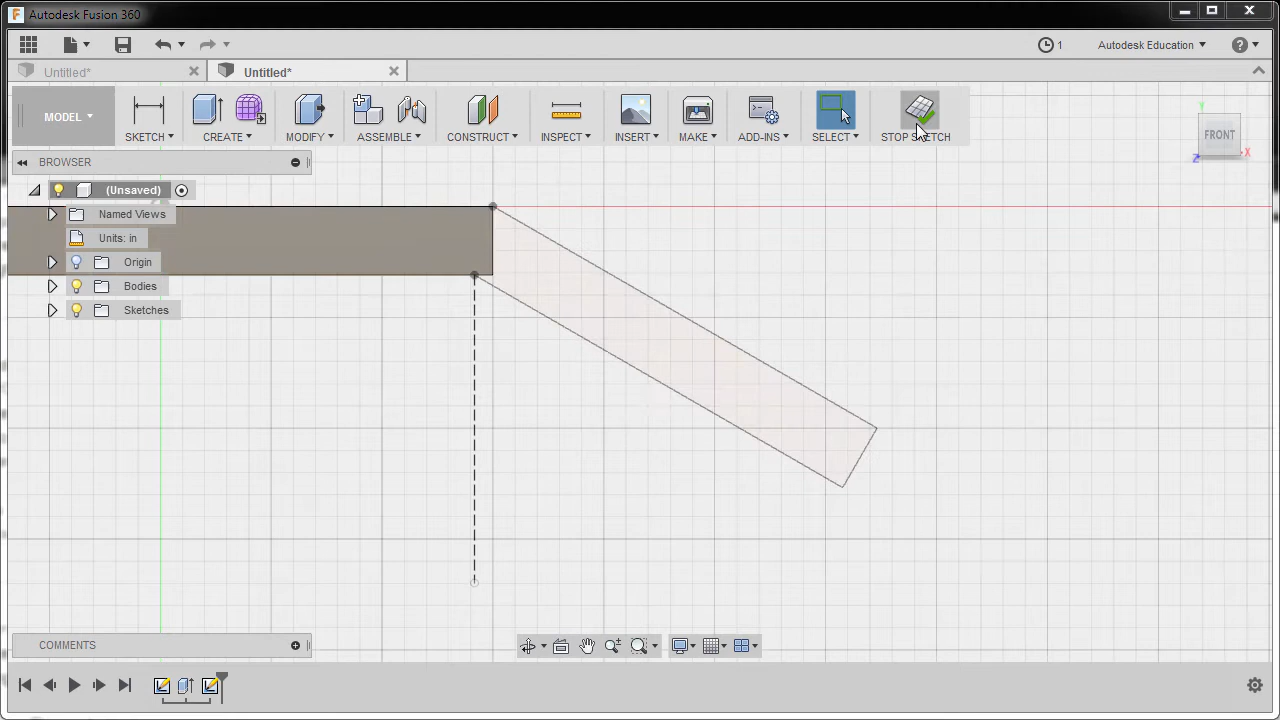 Autodesk Fusion 360
1
Autodesk Education
Untitled*
Untitled*
MODEL
SKETCH
CREATE
MODIFY
ASSEMBLE
CONSTRUCT
INSPECT
INSERT
MAKE
ADD-INS
SELECT
STOP SKETCH
BROWSER
(Unsaved)
Named Views
Units: in
Origin
Bodies
Sketches
Y
FRONT
X
Z
COMMENTS